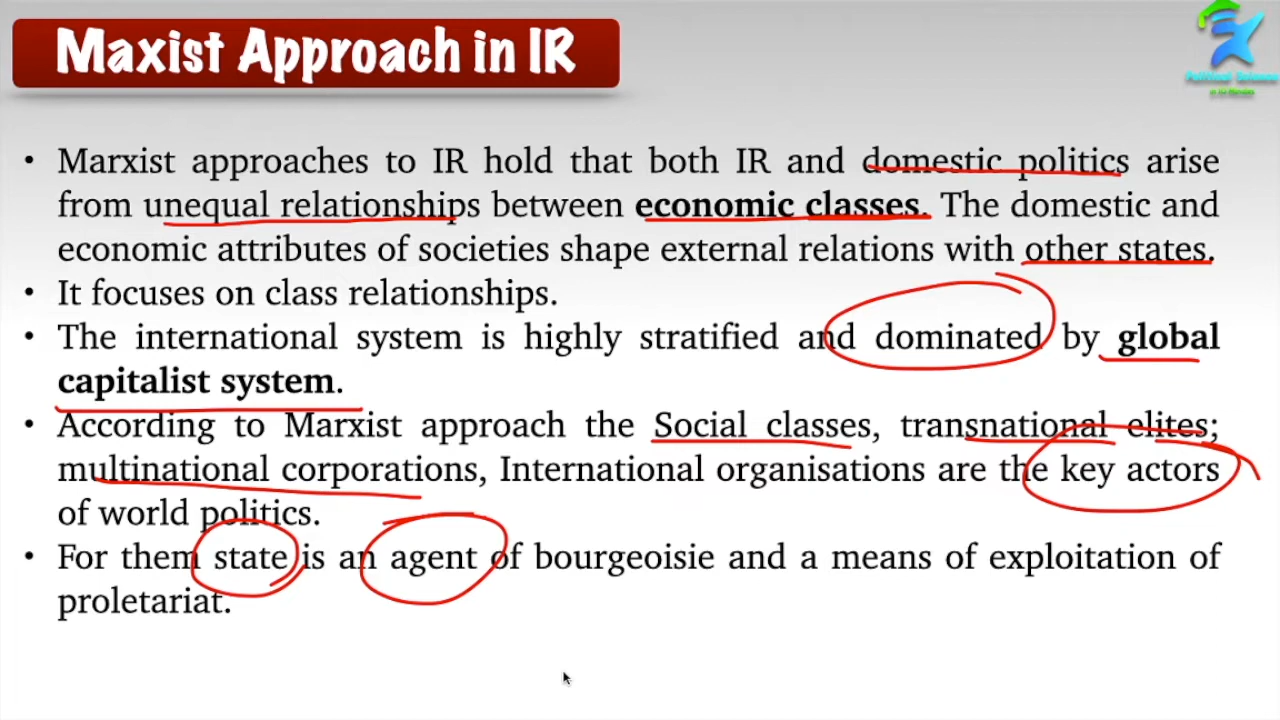 Maxist Approach in IR
Political Science
• Marxist approaches to IR hold that both IR and domestic politics arise
from unequal relationships between economic classes. The domestic and
economic attributes of societies shape external relations with other states.
• It focuses on class relationships.
• The international system is highly stratified and dominated by global
capitalist system.
• According to Marxist approach the Social classes, transnational elites;
multinational corporations, International organisations are the key actors
of world politics.
• For them state is an agent of bourgeoisie and a means of exploitation of
proletariat.